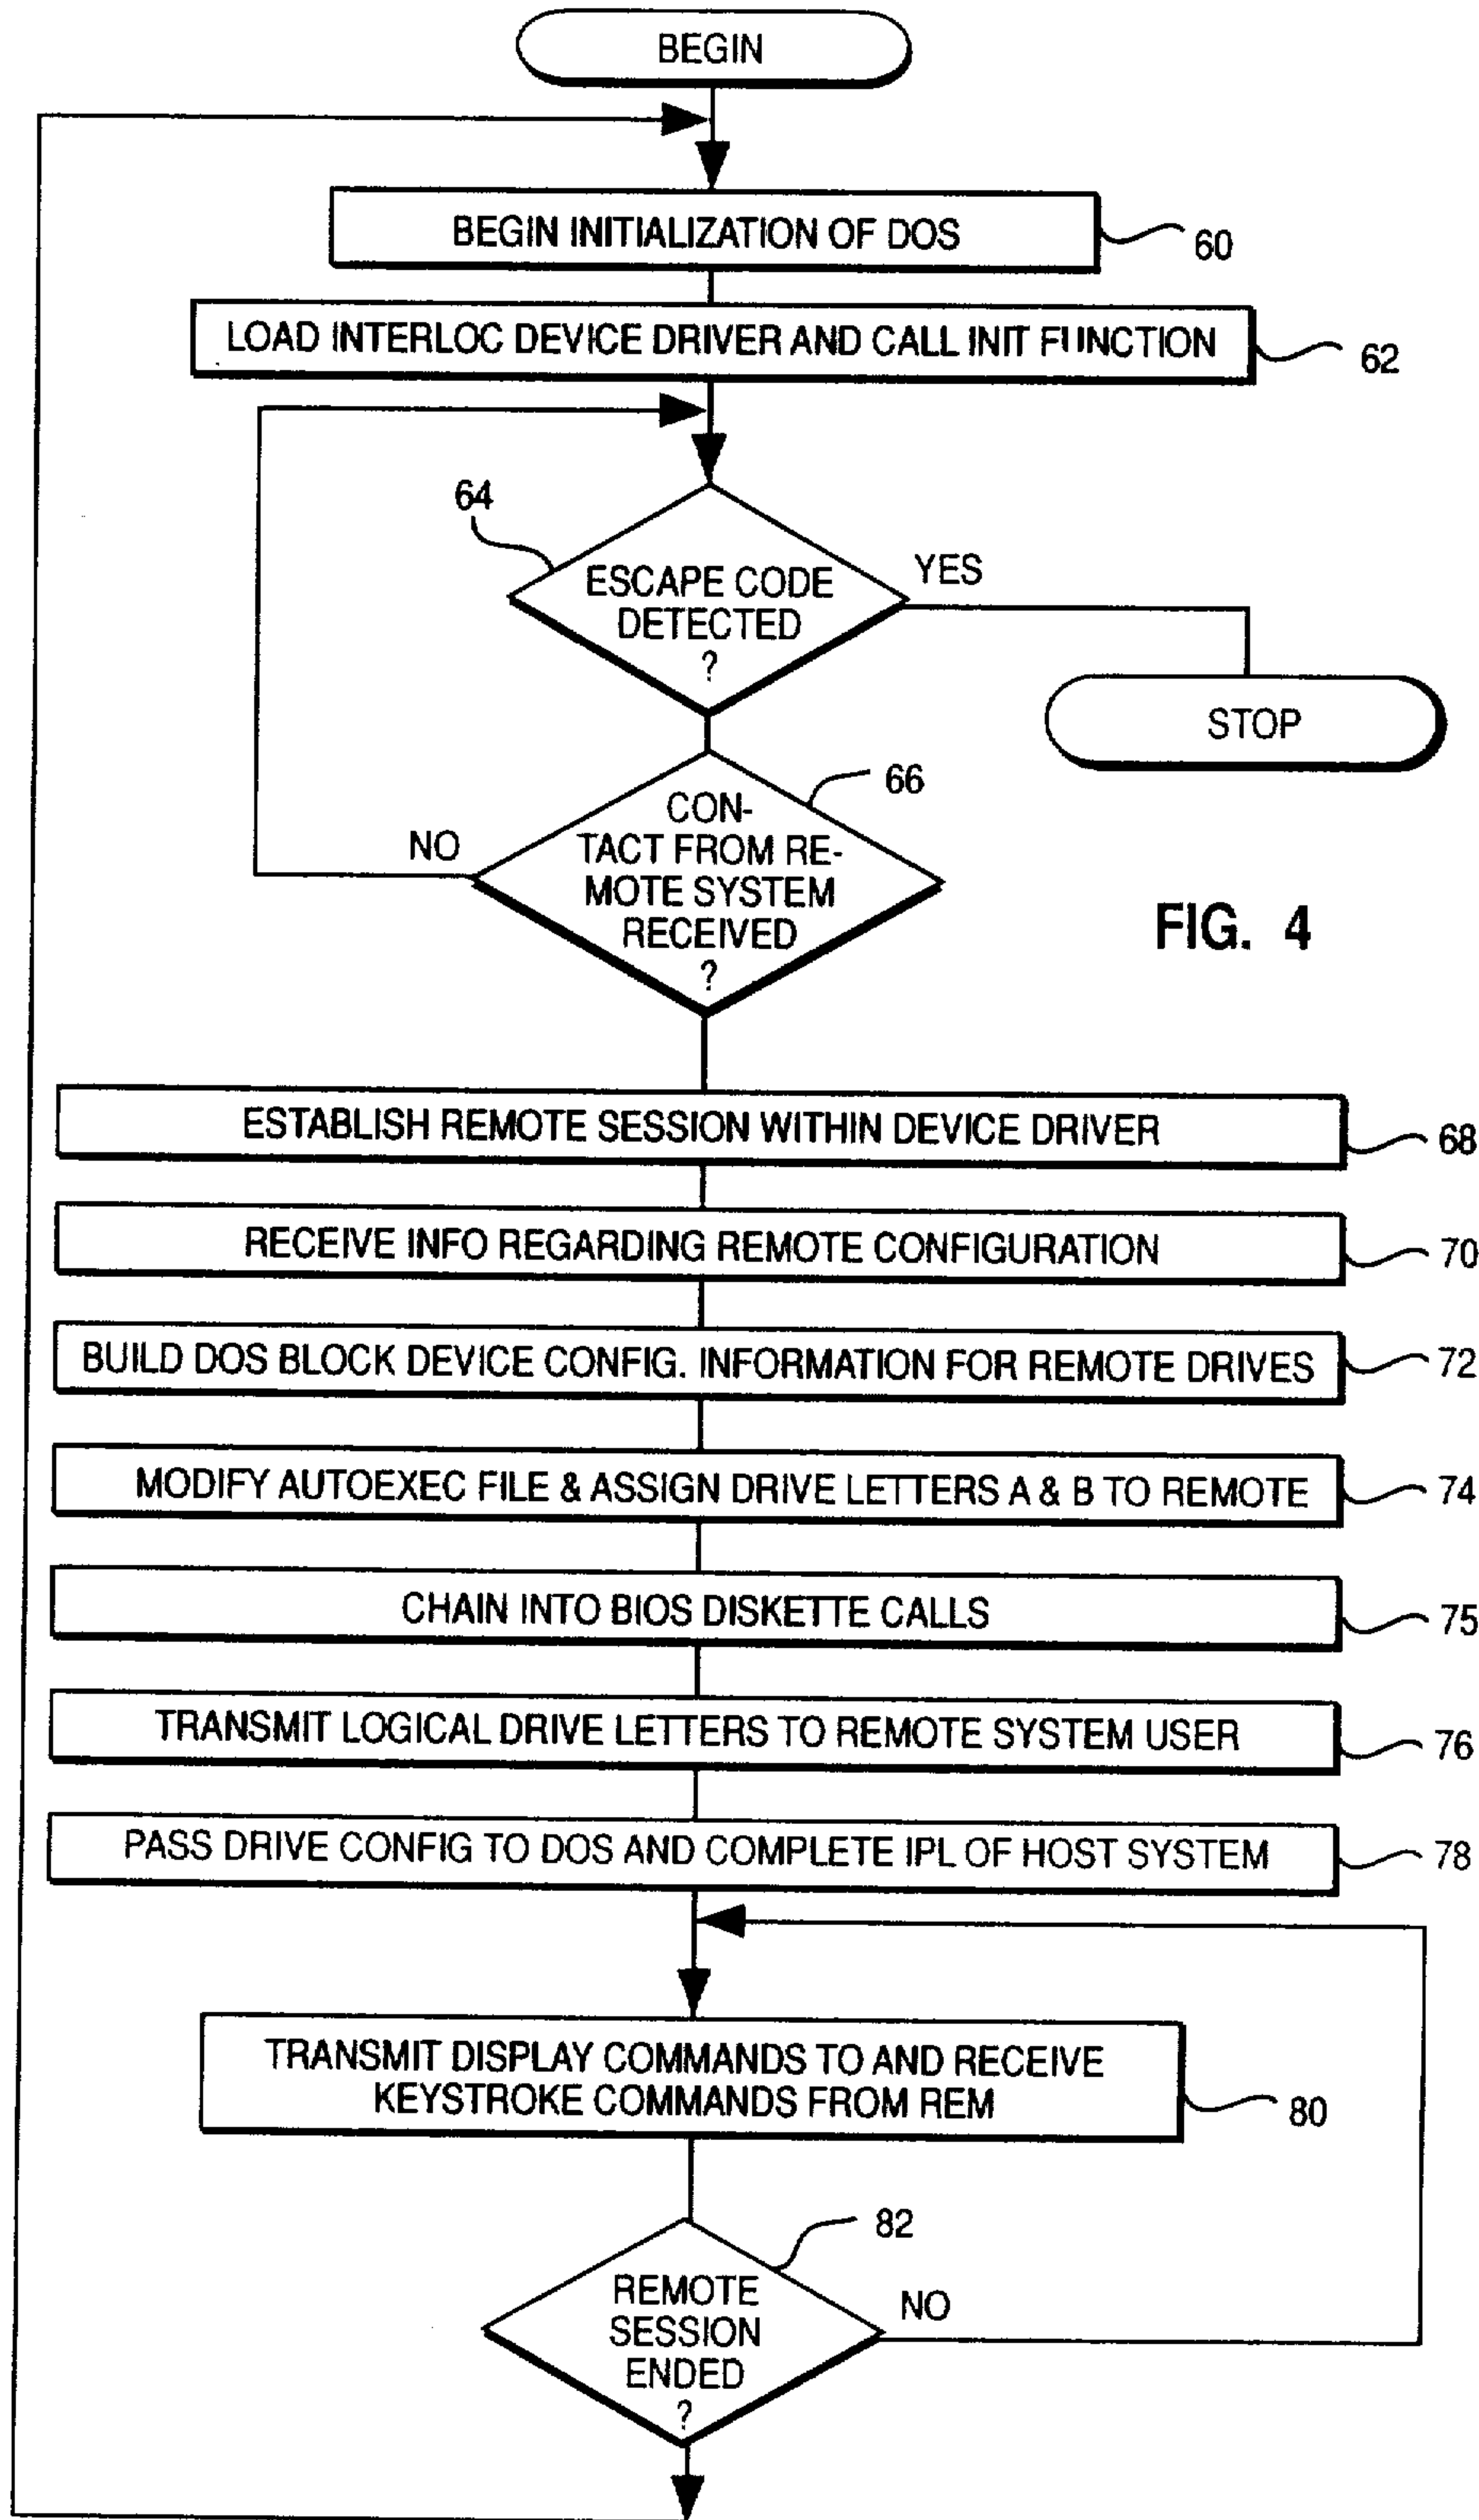 BEGIN
BEGIN INITIALIZATION OF DOS
60
LOAD INTERLOC DEVICE DRIVER AND CALL INIT FUNCTION
62
64
ESCAPE CODE
DETECTED
?
YES
STOP
66
CON-
TACT FROM RE-
MOTE SYSTEM
RECEIVED
?
NO
FIG. 4
ESTABLISH REMOTE SESSION WITHIN DEVICE DRIVER
68
RECEIVE INFO REGARDING REMOTE CONFIGURATION
70
BUILD DOS BLOCK DEVICE CONFIG. INFORMATION FOR REMOTE DRIVES
72
MODIFY AUTOEXEC FILE & ASSIGN DRIVE LETTERS A & B TO REMOTE
74
CHAIN INTO BIOS DISKETTE CALLS
75
TRANSMIT LOGICAL DRIVE LETTERS TO REMOTE SYSTEM USER
76
PASS DRIVE CONFIG TO DOS AND COMPLETE IPL OF HOST SYSTEM
78
TRANSMIT DISPLAY COMMANDS TO AND RECEIVE
KEYSTROKE COMMANDS FROM REM
80
82
REMOTE
SESSION
ENDED
?
NO